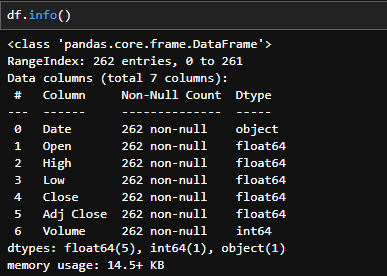 df.info()
<class 'pandas.core.frame.DataFrame'>
RangeIndex: 262 entries, 0 to 261
Data columns (total 7 columns):
 #   Column     Non-Null Count  Dtype
---  ------     --------------  -----
 0   Date       262 non-null    object
 1   Open       262 non-null    float64
 2   High       262 non-null    float64
 3   Low        262 non-null    float64
 4   Close      262 non-null    float64
 5   Adj Close  262 non-null    float64
 6   Volume     262 non-null    int64
dtypes: float64(5), int64(1), object(1)
memory usage: 14.5+ KB